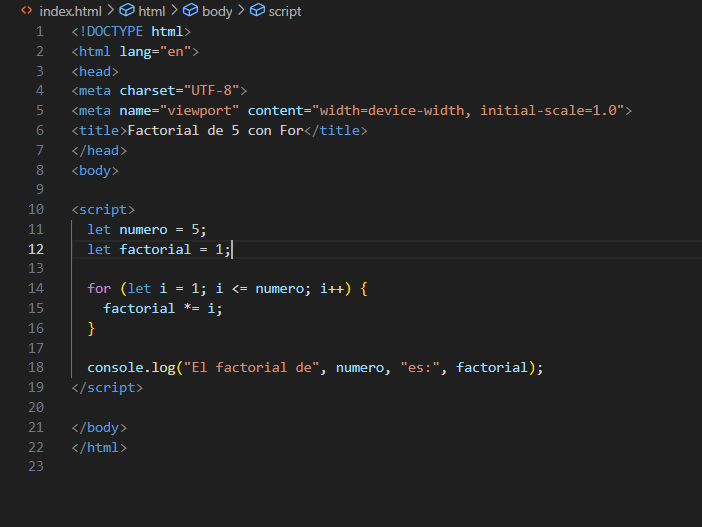 index.html > html > body > script
1 <!DOCTYPE html>
2 <html lang="en">
3 <head>
4 <meta charset="UTF-8">
5 <meta name="viewport" content="width=device-width, initial-scale=1.0">
6 <title>Factorial de 5 con For</title>
7 </head>
8 <body>
9
10 <script>
11   let numero = 5;
12   let factorial = 1;
13
14   for (let i = 1; i <= numero; i++) {
15     factorial *= i;
16   }
17
18   console.log("El factorial de", numero, "es:", factorial);
19 </script>
20
21 </body>
22 </html>
23